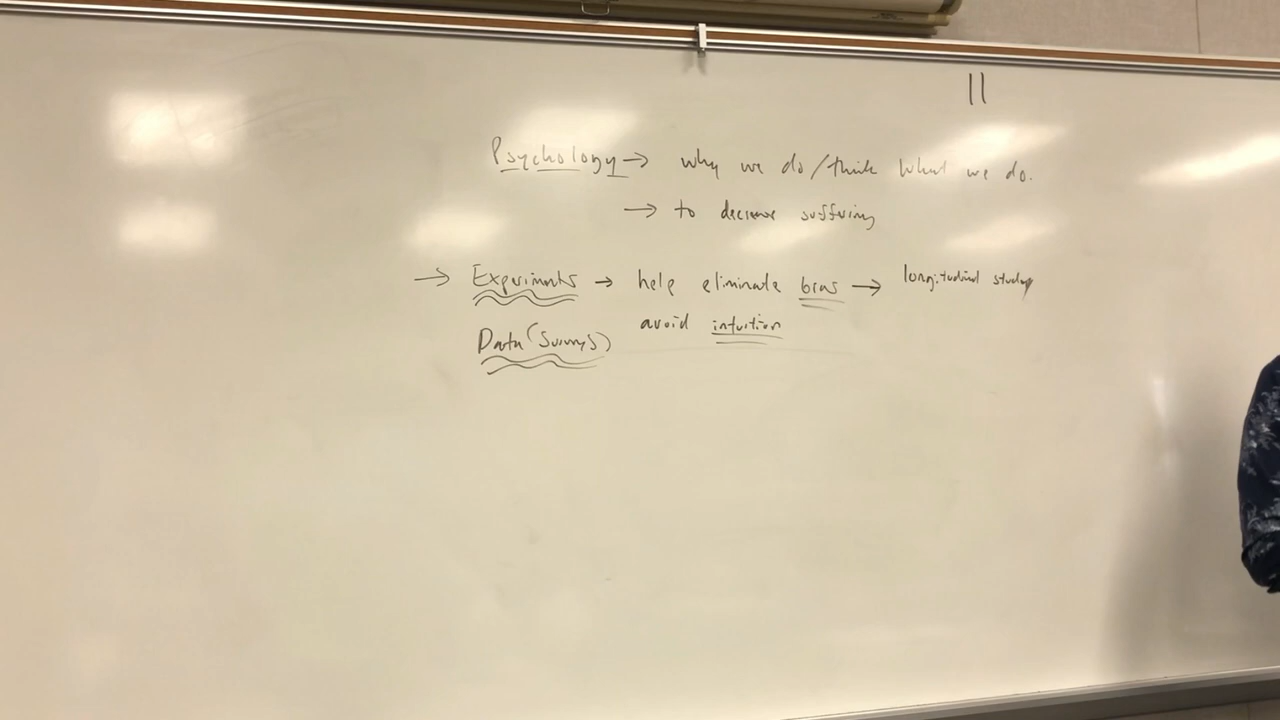 11
Psychology → why we do/think what we do.
→ to decrease suffering
→ Experiments → help eliminate bias → longitudinal study
Data (surveys) avoid intuition